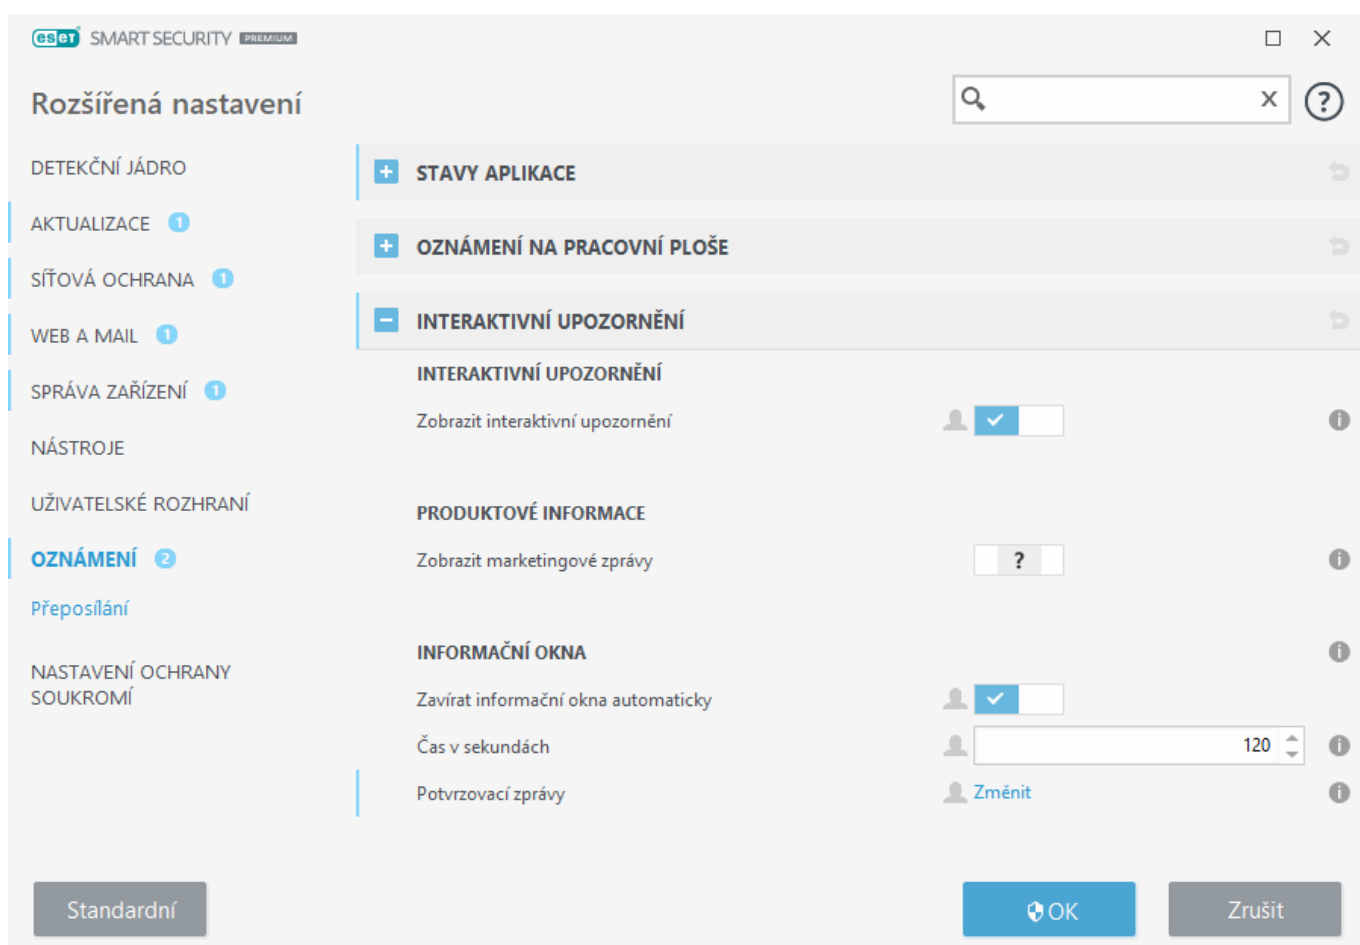 eset SMART SECURITY PREMIUM
Rozšířená nastavení
x ?
DETEKČNÍ JÁDRO
AKTUALIZACE 1
SÍŤOVÁ OCHRANA 1
WEB A MAIL 1
SPRÁVA ZAŘÍZENÍ 1
NÁSTROJE
UŽIVATELSKÉ ROZHRANÍ
OZNÁMENÍ 2
Přeposílání
NASTAVENÍ OCHRANY
SOUKROMÍ
STAVY APLIKACE
OZNÁMENÍ NA PRACOVNÍ PLOŠE
INTERAKTIVNÍ UPOZORNĚNÍ
INTERAKTIVNÍ UPOZORNĚNÍ
Zobrazit interaktivní upozornění
PRODUKTOVÉ INFORMACE
Zobrazit marketingové zprávy ?
INFORMAČNÍ OKNA
Zavírat informační okna automaticky
Čas v sekundách 120
Potvrzovací zprávy Změnit
Standardní
OK
Zrušit